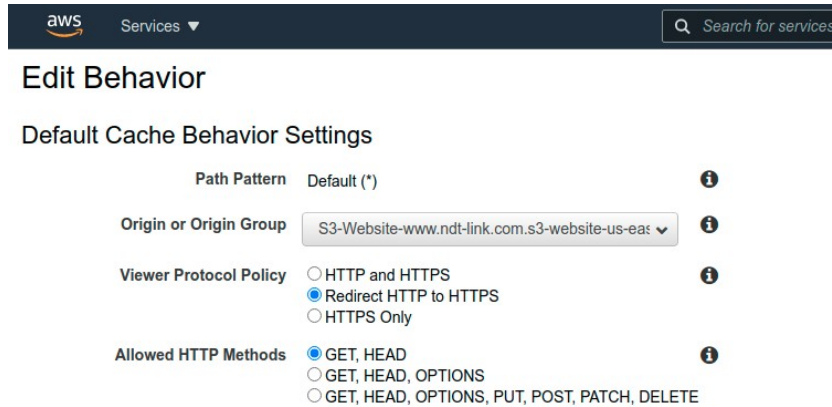 aws Services ▼ Search for services
Edit Behavior
Default Cache Behavior Settings
Path Pattern Default (*)
Origin or Origin Group S3-Website-www.ndt-link.com.s3-website-us-eas
Viewer Protocol Policy HTTP and HTTPS
Redirect HTTP to HTTPS
HTTPS Only
Allowed HTTP Methods GET, HEAD
GET, HEAD, OPTIONS
GET, HEAD, OPTIONS, PUT, POST, PATCH, DELETE